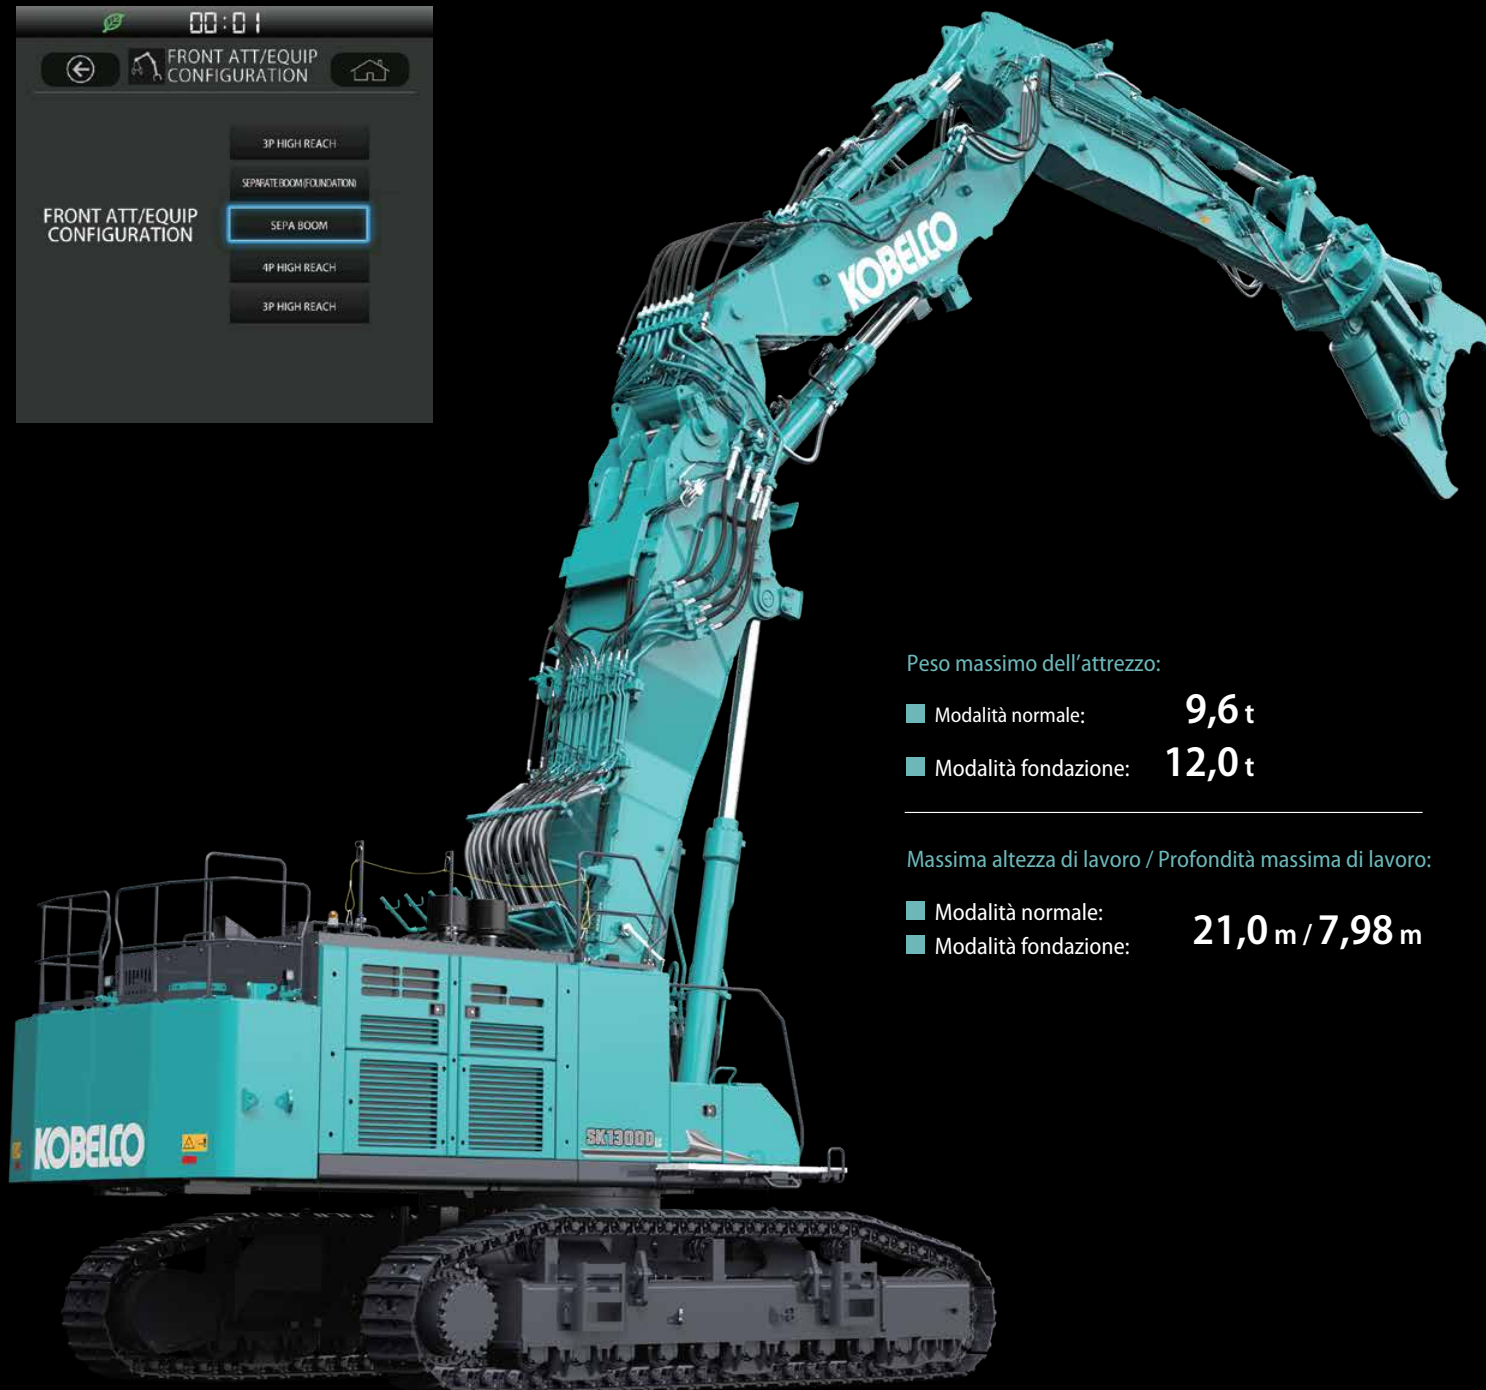 00:01
FRONT ATT/EQUIP
CONFIGURATION
3P HIGH REACH
SEPARATE BOOM (FOUNDATION)
FRONT ATT/EQUIP
CONFIGURATION
SEPA BOOM
4P HIGH REACH
3P HIGH REACH
KOBELCO
Peso massimo dell'attrezzo:
Modalità normale: 9,6 t
Modalità fondazione: 12,0 t
Massima altezza di lavoro / Profondità massima di lavoro:
Modalità normale:
Modalità fondazione:
21,0 m / 7,98 m
KOBELCO
SK1300D